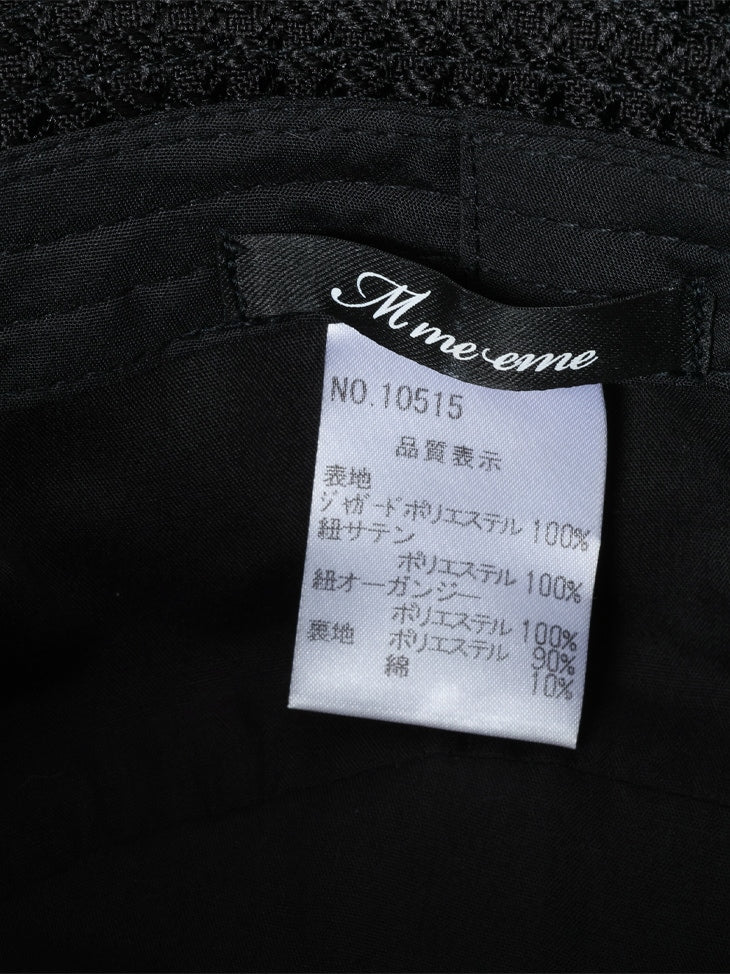 Mme eme
NO.10515
品質表示
表地
ジャガードポリエステル 100%
紐サテン
ポリエステル 100%
紐オーガンジー
ポリエステル 100%
裏地 ポリエステル 90%
綿 10%